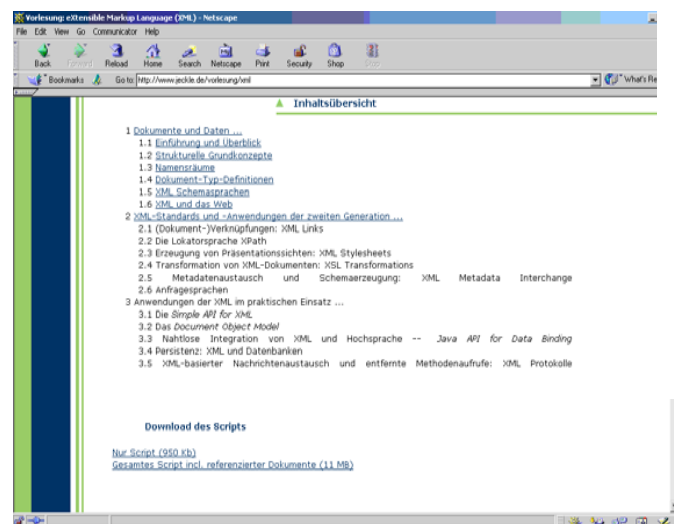 Vorlesung: eXtensible Markup Language (XML) - Netscape
File Edit View Go Communicator Help
Back Forward Reload Home Search Netscape Print Security Shop Stop
Bookmarks Go to: http://www.jeckle.de/vorlesung/xml What's Re
Inhaltsübersicht
1 Dokumente und Daten ...
1.1 Einführung und Überblick
1.2 Strukturelle Grundkonzepte
1.3 Namensräume
1.4 Dokument-Typ-Definitionen
1.5 XML Schemasprachen
1.6 XML und das Web
2 XML-Standards und -Anwendungen der zweiten Generation ...
2.1 (Dokument-)Verknüpfungen: XML Links
2.2 Die Lokatorsprache XPath
2.3 Erzeugung von Präsentationssichten: XML Stylesheets
2.4 Transformation von XML-Dokumenten: XSL Transformations
2.5 Metadatenaustausch und Schemaerzeugung: XML Metadata Interchange
2.6 Anfragesprachen
3 Anwendungen der XML im praktischen Einsatz ...
3.1 Die Simple API for XML
3.2 Das Document Object Model
3.3 Nahtlose Integration von XML und Hochsprache -- Java API for Data Binding
3.4 Persistenz: XML und Datenbanken
3.5 XML-basierter Nachrichtenaustausch und entfernte Methodenaufrufe: XML Protokolle
Download des Scripts
Nur Script (950 Kb)
Gesamtes Script incl. referenzierter Dokumente (11 MB)